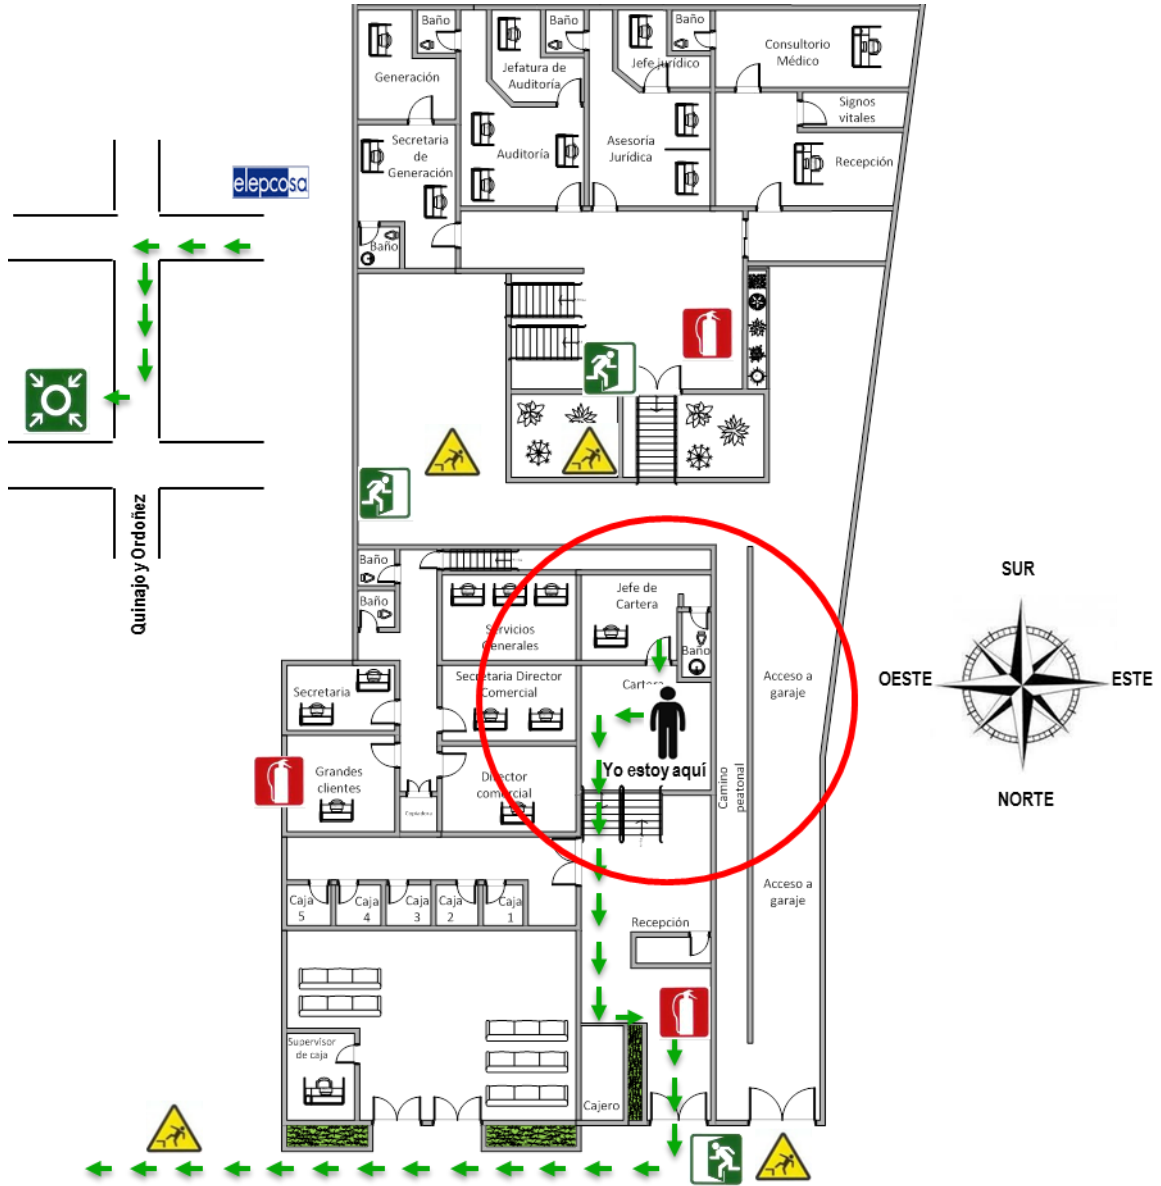 Baño
Baño
Baño
Generación
Jefatura de
Auditoría
Jefe jurídico
Consultorio
Médico
Signos
vitales
Secretaria
de
Generación
Auditoría
Asesoría
Jurídica
Recepción
elepcosa
Baño
Quinajo y Ordoñez
Baño
Baño
Servicios
Generales
Jefe de
Cartera
Baño
SUR
OESTE
ESTE
NORTE
Secretaria
Secretaria Director
Comercial
Cartera
Acceso a
garaje
Yo estoy aquí
Grandes
clientes
Copiadora
Director
comercial
Camino
peatonal
Caja
5
Caja
4
Caja
3
Caja
2
Caja
1
Recepción
Acceso a
garaje
Supervisor
de caja
Cajero